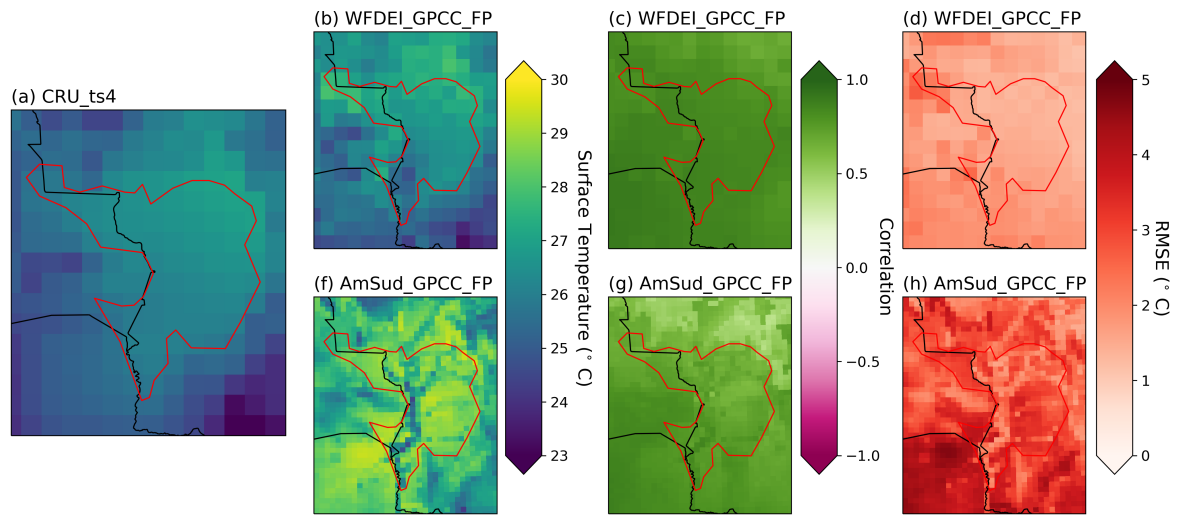 (a) CRU_ts4
(b) WFDEI_GPCC_FP
30
29
28
27
26
25
24
23
Surface Temperature (°C)
(c) WFDEI_GPCC_FP
1.0
0.5
0.0
−0.5
−1.0
Correlation
(d) WFDEI_GPCC_FP
5
4
3
2
1
0
RMSE (°C)
(f) AmSud_GPCC_FP
(g) AmSud_GPCC_FP
(h) AmSud_GPCC_FP